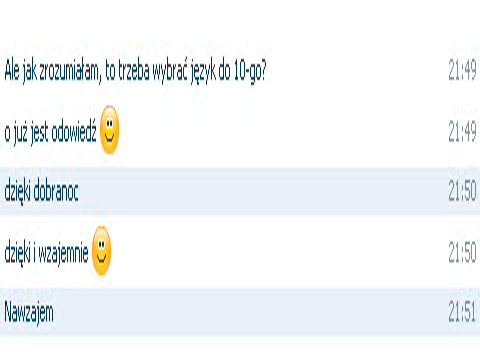 Ale jak zrozumiałam, to trzeba wybrać język do 10-go? 21:49
o już jest odowiedź 21:49
dzięki dobranoc 21:50
dzięki i wzajemnie 21:50
Nawzajem 21:51